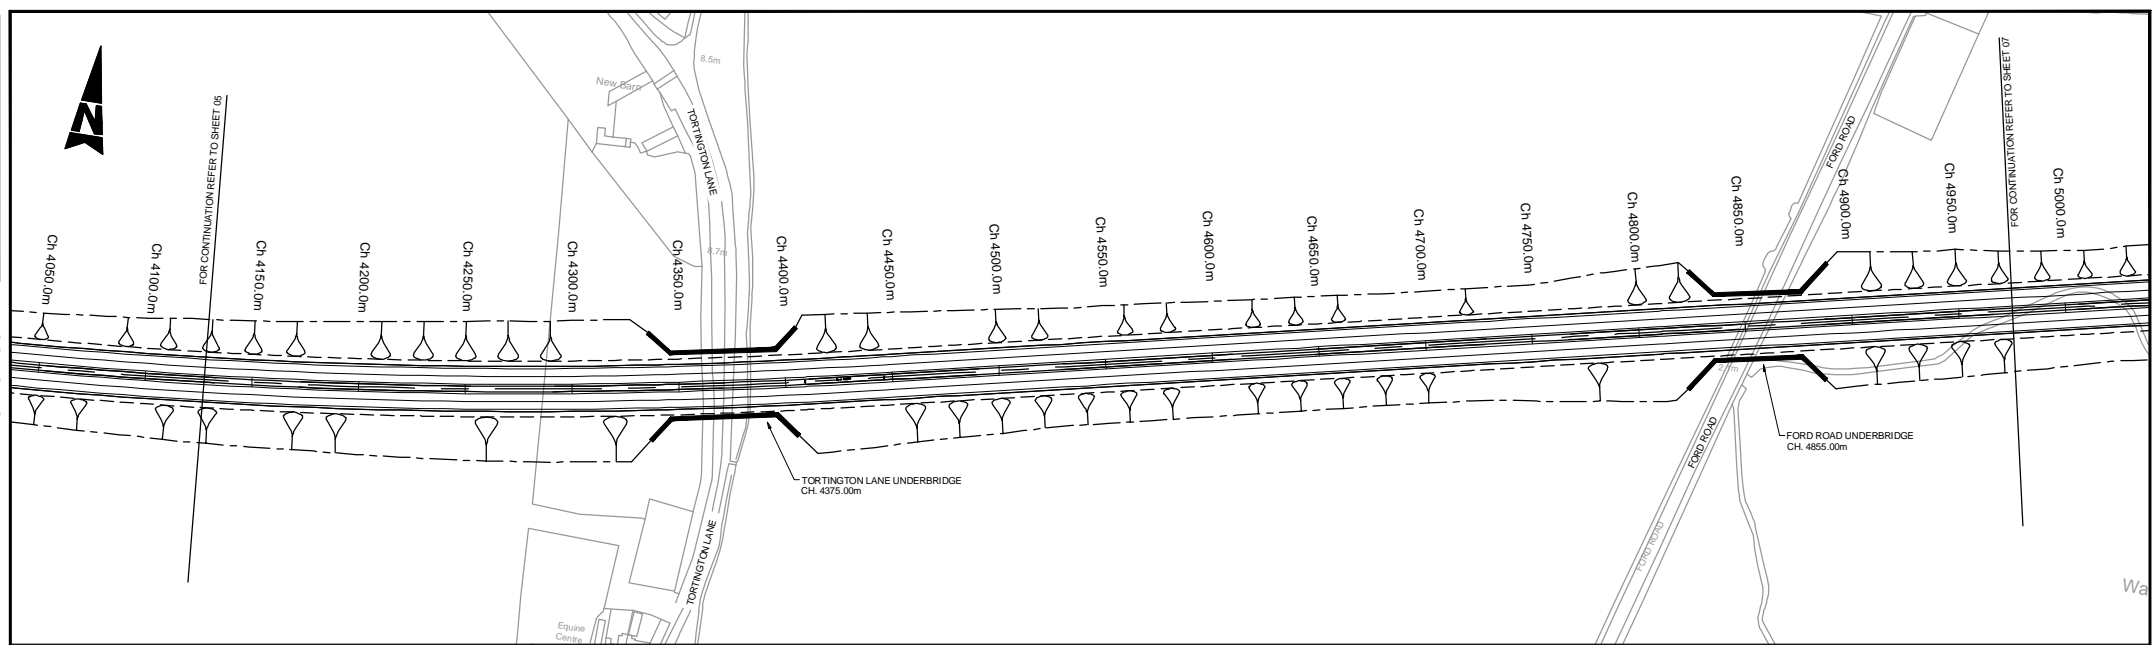 N
FOR CONTINUATION REFER TO SHEET 05
New Barn
8.5m
TORTINGTON LANE
8.7m
FORD ROAD
FOR CONTINUATION REFER TO SHEET 07
Ch 4050.0m
Ch 4100.0m
Ch 4150.0m
Ch 4200.0m
Ch 4250.0m
Ch 4300.0m
Ch 4350.0m
Ch 4400.0m
Ch 4450.0m
Ch 4500.0m
Ch 4550.0m
Ch 4600.0m
Ch 4650.0m
Ch 4700.0m
Ch 4750.0m
Ch 4800.0m
Ch 4850.0m
Ch 4900.0m
Ch 4950.0m
Ch 5000.0m
TORTINGTON LANE UNDERBRIDGE
CH. 4375.00m
FORD ROAD UNDERBRIDGE
CH. 4855.00m
TORTINGTON LANE
FORD ROAD
FORD ROAD
Equine
Centre
Wa